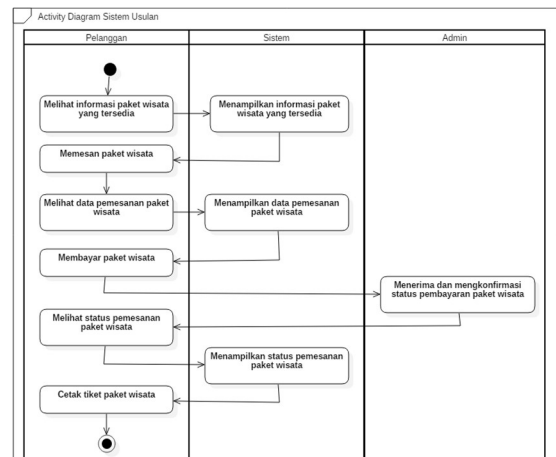 Activity Diagram Sistem Usulan
Pelanggan
Sistem
Admin
Melihat informasi paket wisata
yang tersedia
Menampilkan informasi paket
wisata yang tersedia
Memesan paket wisata
Melihat data pemesanan paket
wisata
Menampilkan data pemesanan
paket wisata
Membayar paket wisata
Menerima dan mengkonfirmasi
status pembayaran paket wisata
Melihat status pemesanan
paket wisata
Menampilkan status pemesanan
paket wisata
Cetak tiket paket wisata